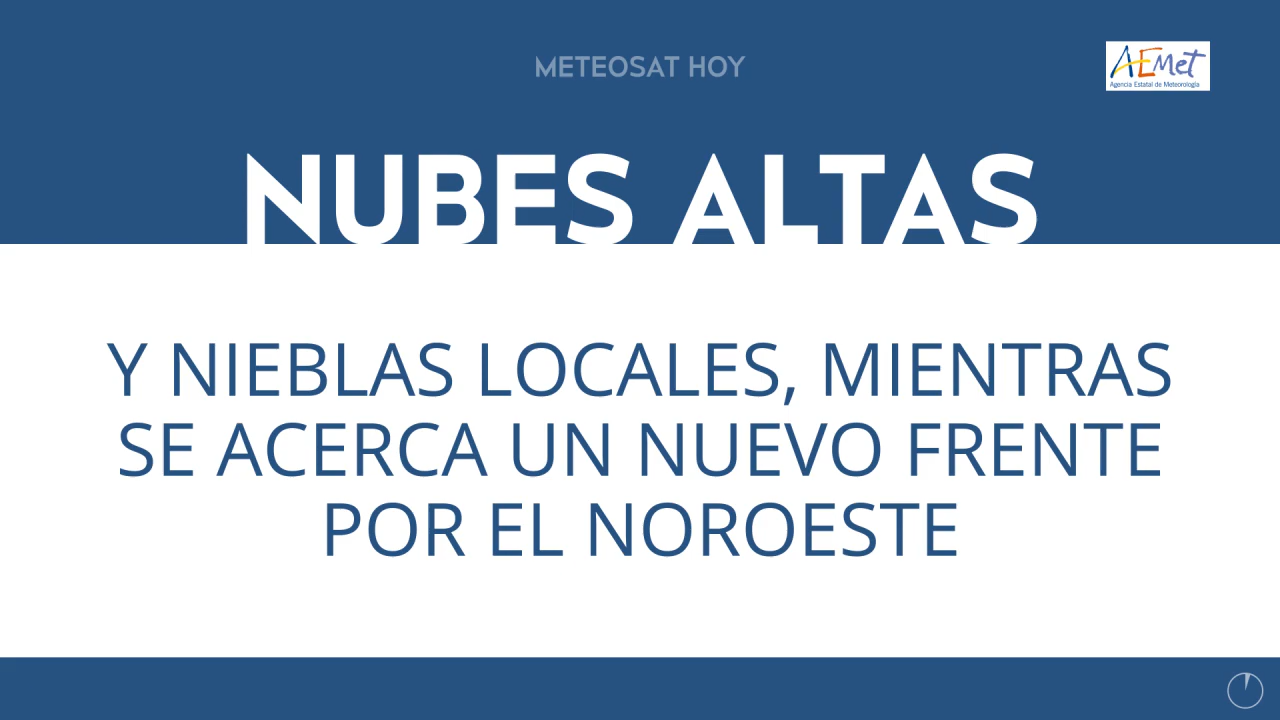 METEOSAT HOY
AEMet
Agencia Estatal de Meteorología
NUBES ALTAS
Y NIEBLAS LOCALES, MIENTRAS
SE ACERCA UN NUEVO FRENTE
POR EL NOROESTE